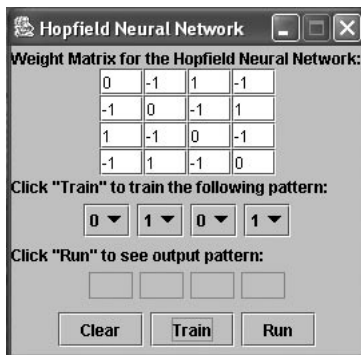 Hopfield Neural Network
Weight Matrix for the Hopfield Neural Network:
0 -1 1 -1
-1 0 -1 1
1 -1 0 -1
-1 1 -1 0
Click "Train" to train the following pattern:
0 1 0 1
Click "Run" to see output pattern:
Clear Train Run